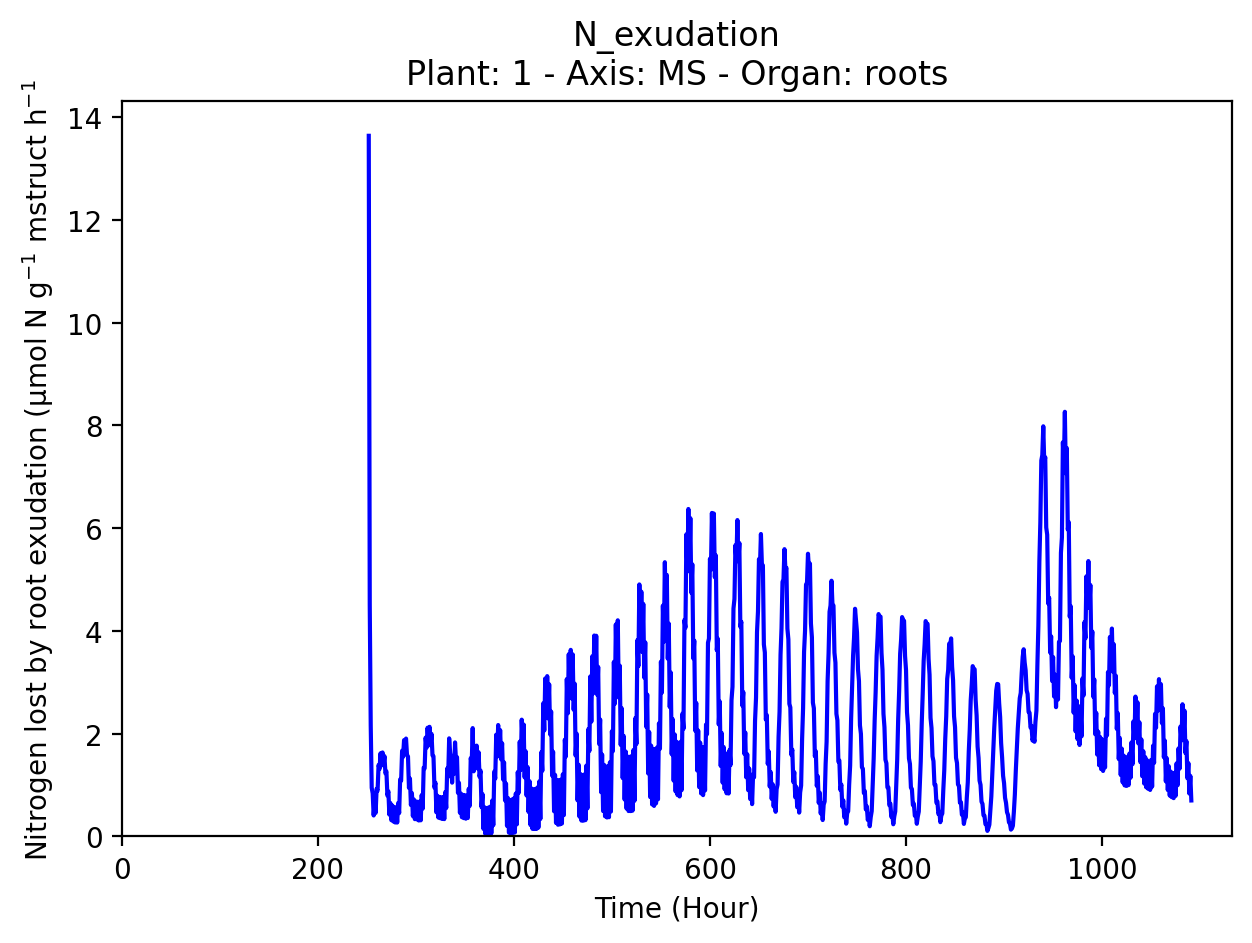 N_exudation
Plant: 1 - Axis: MS - Organ: roots
Nitrogen lost by root exudation (µmol N g⁻¹ mstruct h⁻¹
14
12
10
8
6
4
2
0
0 200 400 600 800 1000
Time (Hour)